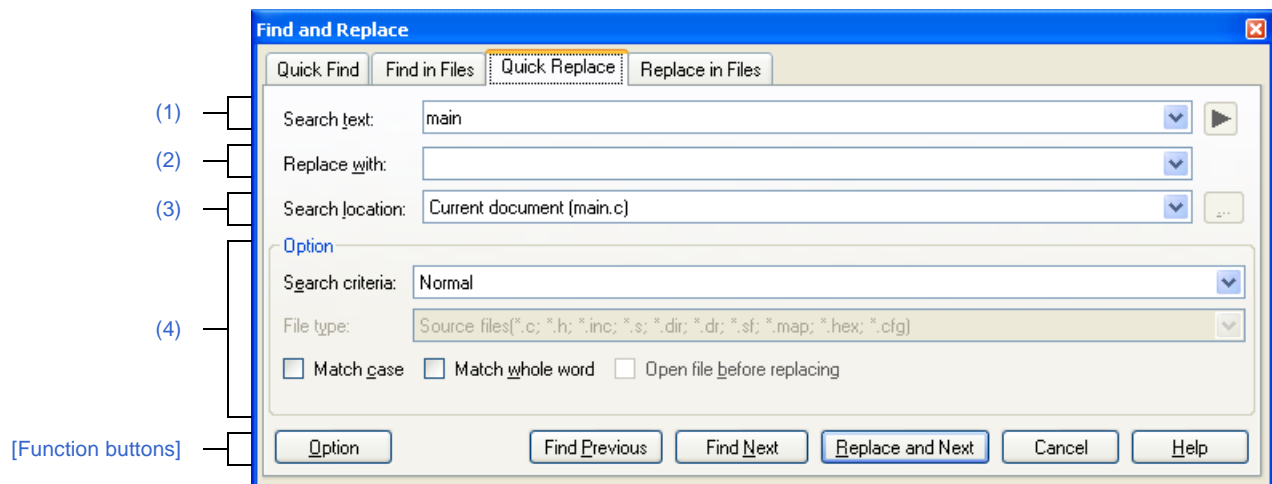 Find and Replace
Quick Find Find in Files Quick Replace Replace in Files
(1) Search text: main
(2) Replace with:
(3) Search location: Current document (main.c) ...
Option
Search criteria: Normal
(4) File type: Source files(*.c; *.h; *.inc; *.s; *.dir; *.dr; *.sf; *.map; *.hex; *.cfg)
Match case Match whole word Open file before replacing
[Function buttons] Option Find Previous Find Next Replace and Next Cancel Help